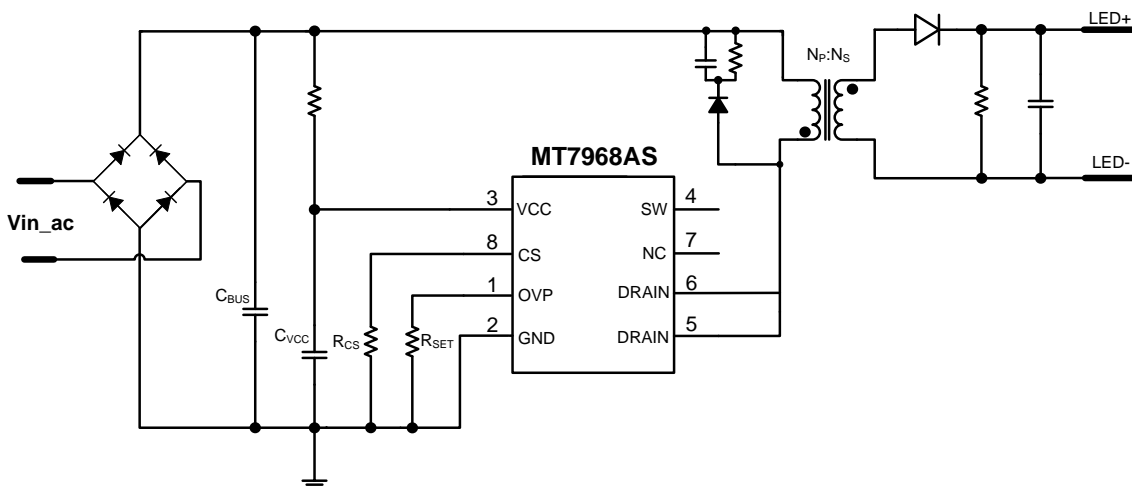 LED+
NP:NS
MT7968AS
LED-
Vin_ac
3 VCC SW 4
8 CS NC 7
1 OVP DRAIN 6
2 GND DRAIN 5
CBUS
CVCC
RCS
RSET